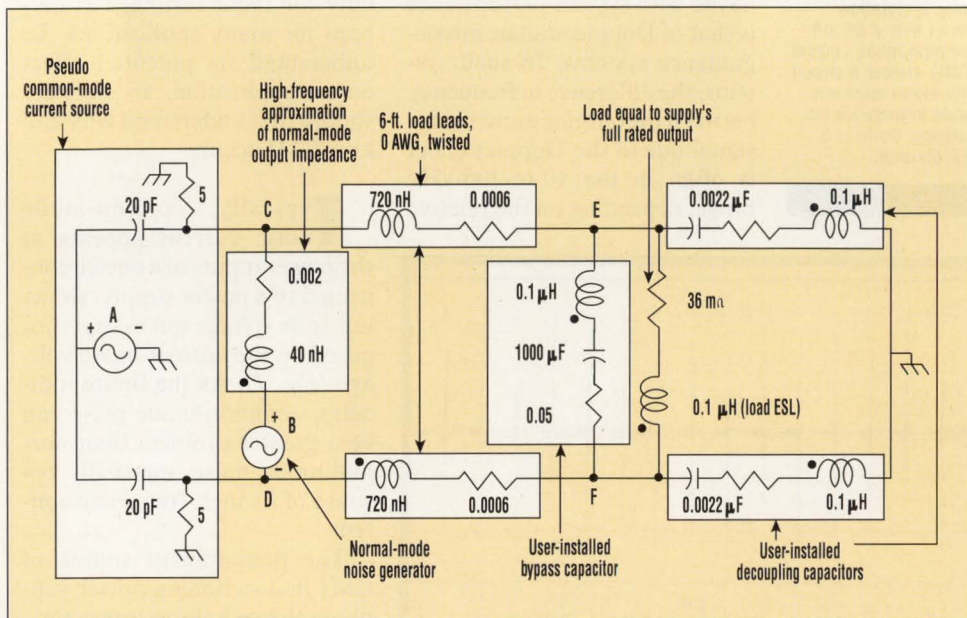 Pseudo
common-mode
current source
High-frequency
approximation
of normal-mode
output impedance
6-ft. load leads,
0 AWG, twisted
Load equal to supply's
full rated output
5
20 pF
C
720 nH
0.0006
E
0.0022 µF
0.1 µH
0.002
40 nH
+
A
0.1 µH
1000 µF
0.05
36 mΩ
0.1 µH (load ESL)
+
B
-
D
20 pF
5
720 nH
0.0006
F
0.0022 µF
0.1 µH
Normal-mode
noise generator
User-installed
bypass capacitor
User-installed
decoupling capacitors